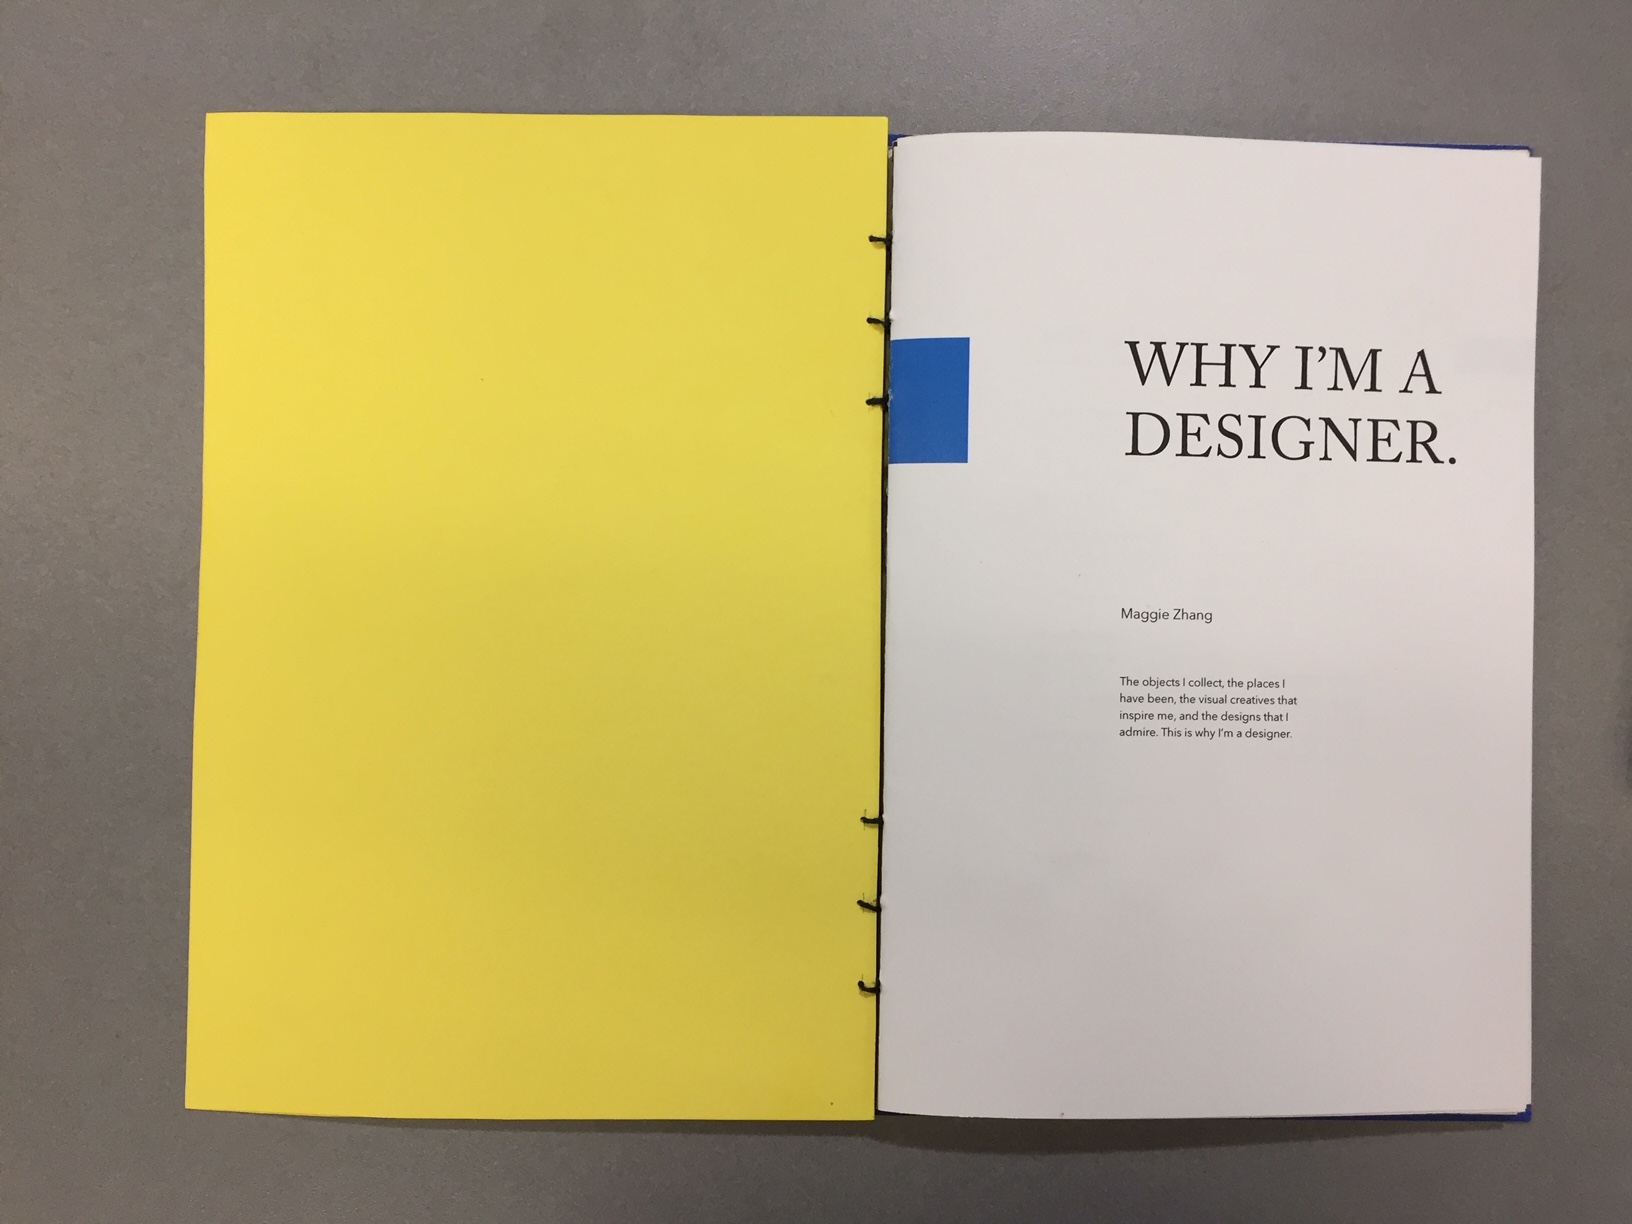 WHY I'M A
DESIGNER.
Maggie Zhang
The objects I collect, the places I
have been, the visual creatives that
inspire me, and the designs that I
admire. This is why I'm a designer.